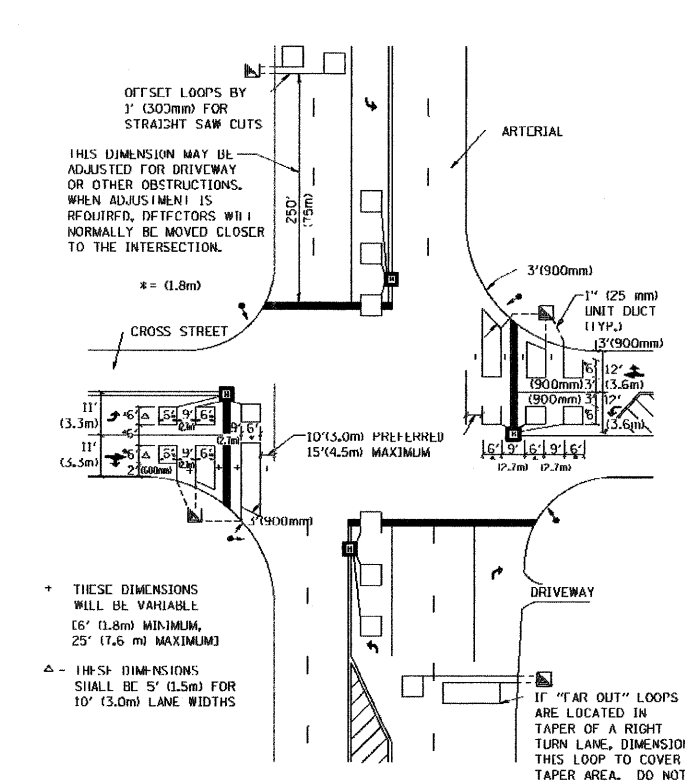 OFFSET LOOPS BY
1' (300mm) FOR
STRAIGHT SAW CUTS
ARTERIAL
THIS DIMENSION MAY BE
ADJUSTED FOR DRIVEWAY
OR OTHER OBSTRUCTIONS.
WHEN ADJUSTMENT IS
REQUIRED, DETECTORS WILL
NORMALLY BE MOVED CLOSER
TO THE INTERSECTION.
250'
(75m)
* = (1.8m)
3'(900mm)
1" (25 mm)
UNIT DUCT
(TYP.)
CROSS STREET
3'(900mm)
H
6' 12'
(900mm) 3' (3.6m)
(900mm) 3' 12'
6'
(3.6m)
H
11'
(3.3m)
6' 6' 9' 6'
(2.7m)
H
9' 6'
(2.7m)
6'
11'
(3.3m)
6' 6' 9' 6'
2' (600mm)
10'(3.0m) PREFERRED
15'(4.5m) MAXIMUM
6' 9' 6' 9' 6'
(2.7m) (2.7m)
3'(900mm)
H
+ THESE DIMENSIONS
WILL BE VARIABLE
[6' (1.8m) MINIMUM,
25' (7.6 m) MAXIMUM]
DRIVEWAY
△ - THESE DIMENSIONS
SHALL BE 5' (1.5m) FOR
10' (3.0m) LANE WIDTHS
IF "FAR OUT" LOOPS
ARE LOCATED IN
TAPER OF A RIGHT
TURN LANE, DIMENSION
THIS LOOP TO COVER
TAPER AREA. DO NOT